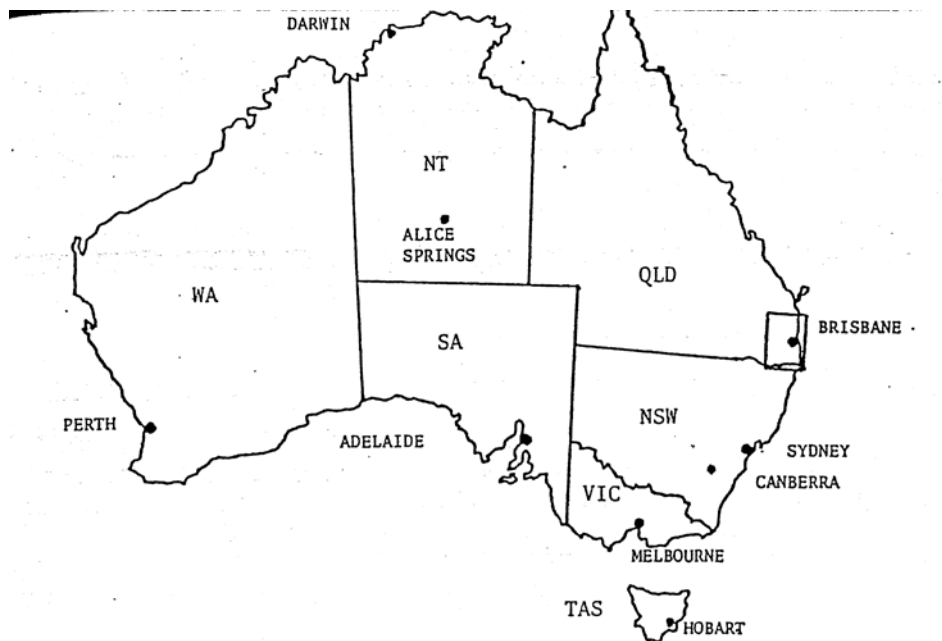 DARWIN
NT
ALICE
SPRINGS
QLD
WA
BRISBANE
SA
NSW
PERTH
ADELAIDE
SYDNEY
CANBERRA
VIC
MELBOURNE
TAS
HOBART